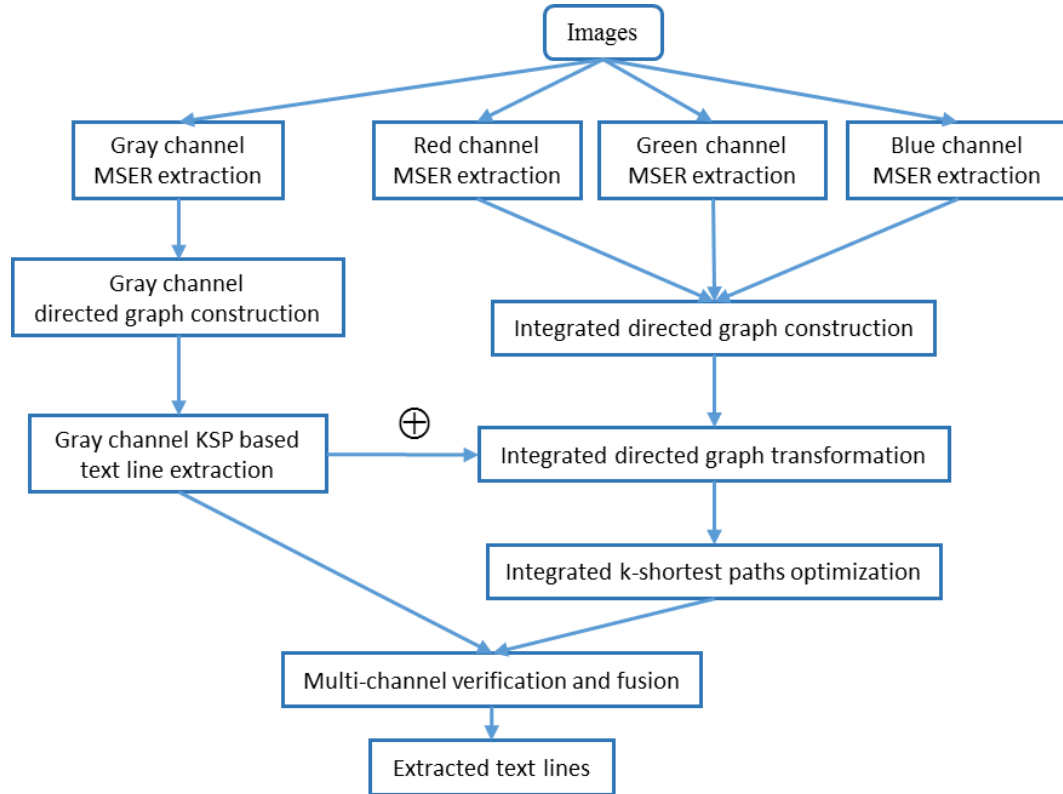 Images
Gray channel
MSER extraction
Red channel
MSER extraction
Green channel
MSER extraction
Blue channel
MSER extraction
Gray channel
directed graph construction
Integrated directed graph construction
Gray channel KSP based
text line extraction
⊕
Integrated directed graph transformation
Integrated k-shortest paths optimization
Multi-channel verification and fusion
Extracted text lines